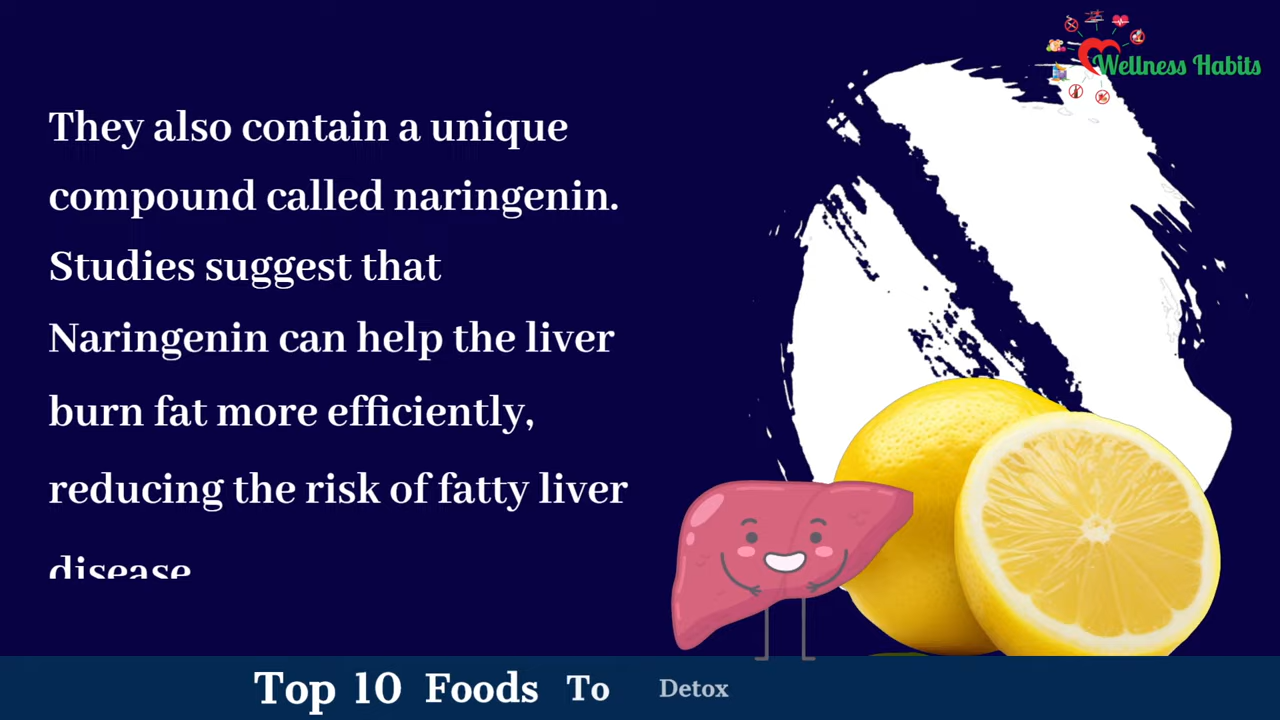 Wellness Habits
They also contain a unique
compound called naringenin.
Studies suggest that
Naringenin can help the liver
burn fat more efficiently,
reducing the risk of fatty liver
disease
Top 10 Foods To Detox